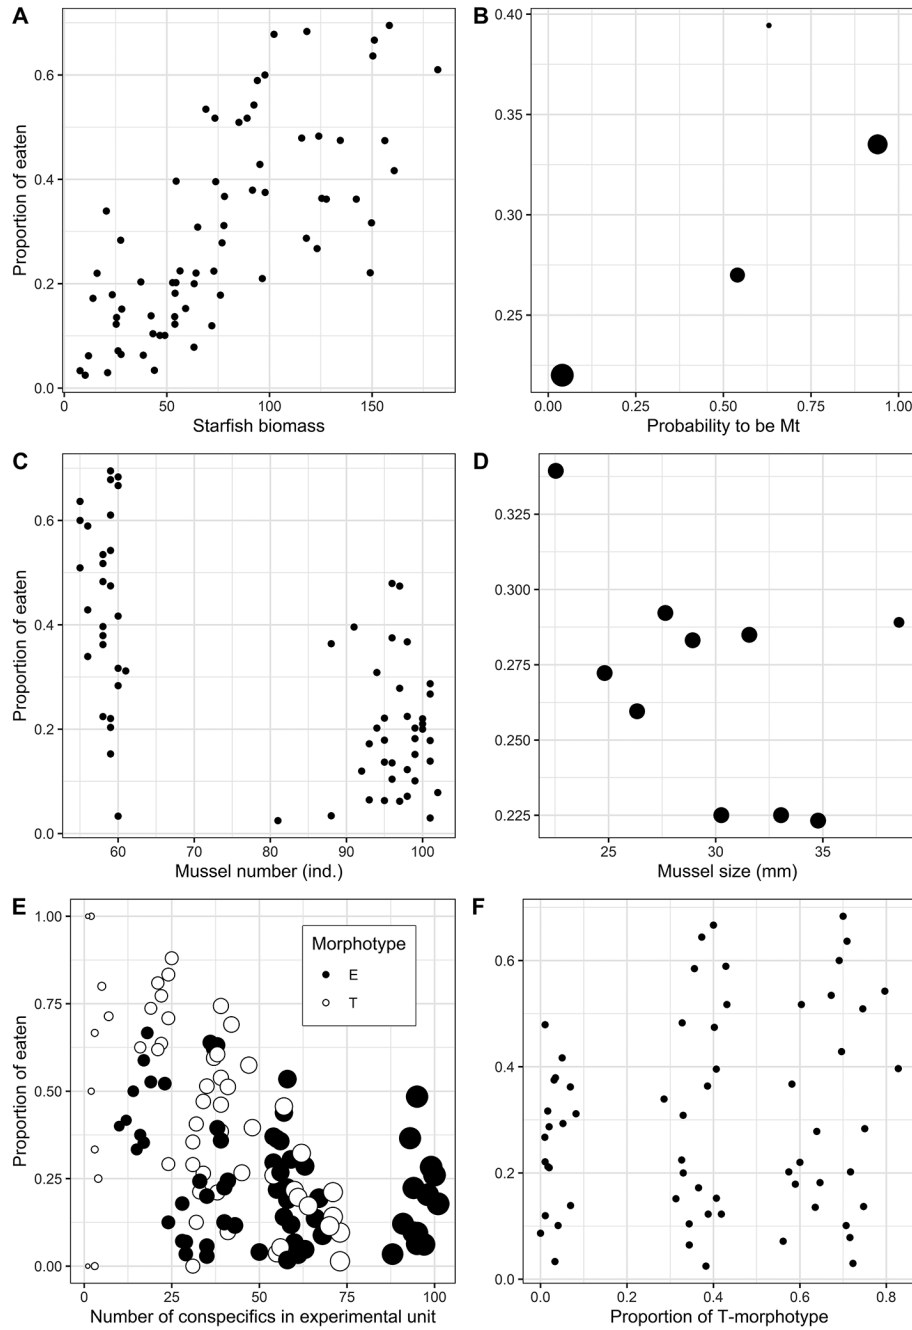 A
0.6
0.4
0.2
0.0
Proportion of eaten
0
50
100
150
Starfish biomass
B
0.40
0.35
0.30
0.25
0.00
0.25
0.50
0.75
1.00
Probability to be Mt
C
0.6
0.4
0.2
0.0
Proportion of eaten
60
70
80
90
100
Mussel number (ind.)
D
0.325
0.300
0.275
0.250
0.225
25
30
35
Mussel size (mm)
E
1.00
0.75
0.50
0.25
0.00
Proportion of eaten
Morphotype
E
T
0
25
50
75
100
Number of conspecifics in experimental unit
F
0.6
0.4
0.2
0.0
0.0
0.2
0.4
0.6
0.8
Proportion of T-morphotype